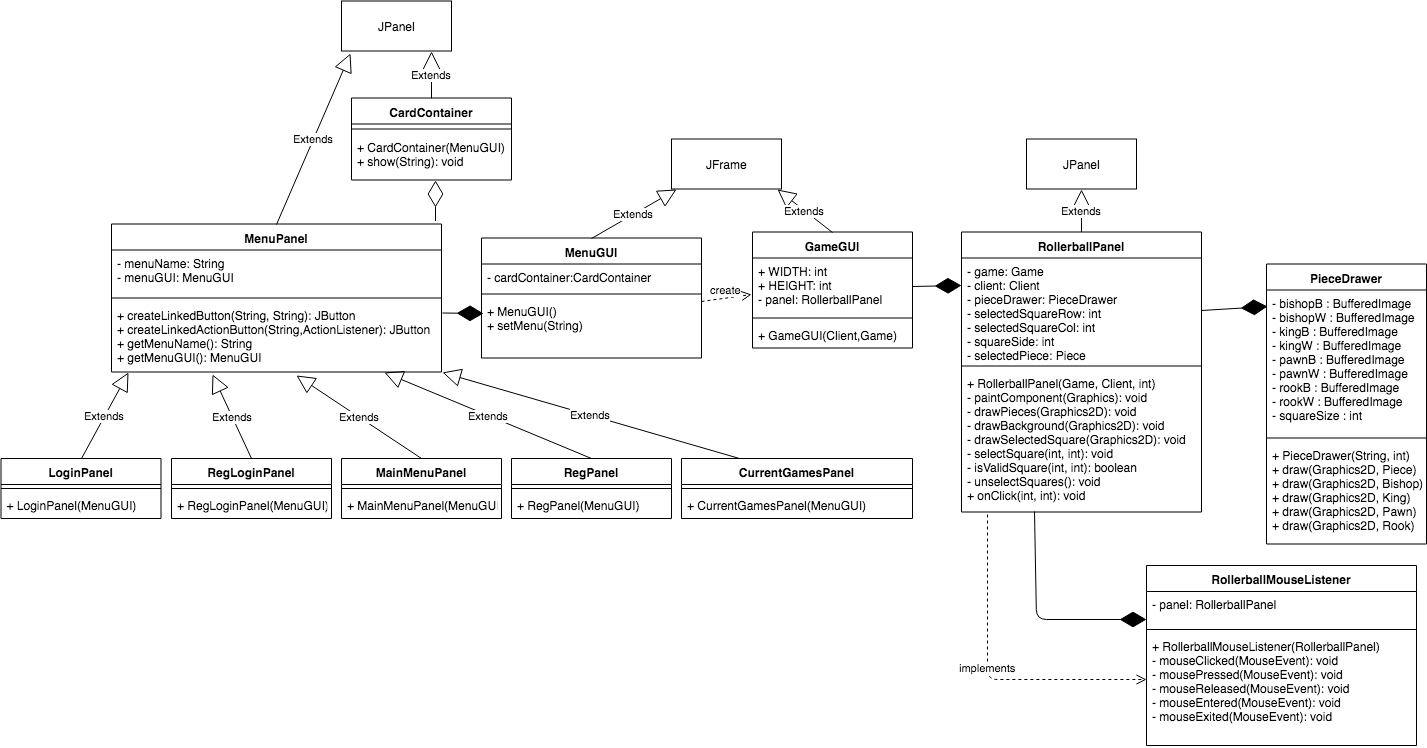 JPanel
Extends
Extends
CardContainer
+ CardContainer(MenuGUI)
+ show(String): void
MenuPanel
- menuName: String
- menuGUI: MenuGUI
+ createLinkedButton(String, String): JButton
+ createLinkedActionButton(String,ActionListener): JButton
+ getMenuName(): String
+ getMenuGUI(): MenuGUI
Extends
Extends
Extends
Extends
Extends
LoginPanel
+ LoginPanel(MenuGUI)
RegLoginPanel
+ RegLoginPanel(MenuGUI)
MainMenuPanel
+ MainMenuPanel(MenuGUI
RegPanel
+ RegPanel(MenuGUI)
CurrentGamesPanel
+ CurrentGamesPanel(MenuGUI)
JFrame
Extends
Extends
MenuGUI
- cardContainer:CardContainer
+ MenuGUI()
+ setMenu(String)
create
GameGUI
+ WIDTH: int
+ HEIGHT: int
- panel: RollerballPanel
+ GameGUI(Client,Game)
JPanel
Extends
RollerballPanel
- game: Game
- client: Client
- pieceDrawer: PieceDrawer
- selectedSquareRow: int
- selectedSquareCol: int
- squareSide: int
- selectedPiece: Piece
+ RollerballPanel(Game, Client, int)
- paintComponent(Graphics): void
- drawPieces(Graphics2D): void
- drawBackground(Graphics2D): void
- drawSelectedSquare(Graphics2D): void
- selectSquare(int, int): void
- isValidSquare(int, int): boolean
- unselectSquares(): void
+ onClick(int, int): void
PieceDrawer
- bishopB : BufferedImage
- bishopW : BufferedImage
- kingB : BufferedImage
- kingW : BufferedImage
- pawnB : BufferedImage
- pawnW : BufferedImage
- rookB : BufferedImage
- rookW : BufferedImage
- squareSize : int
+ PieceDrawer(String, int)
+ draw(Graphics2D, Piece)
+ draw(Graphics2D, Bishop)
+ draw(Graphics2D, King)
+ draw(Graphics2D, Pawn)
+ draw(Graphics2D, Rook)
implements
RollerballMouseListener
- panel: RollerballPanel
+ RollerballMouseListener(RollerballPanel)
- mouseClicked(MouseEvent): void
- mousePressed(MouseEvent): void
- mouseReleased(MouseEvent): void
- mouseEntered(MouseEvent): void
- mouseExited(MouseEvent): void